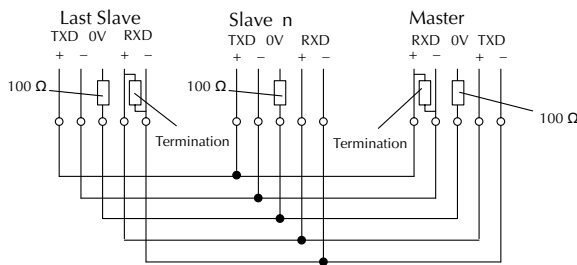 Last Slave Slave n Master
TXD 0V RXD TXD 0V RXD RXD 0V TXD
+ − + − + − + − + − + −
100 Ω 100 Ω
100 Ω
Termination Termination